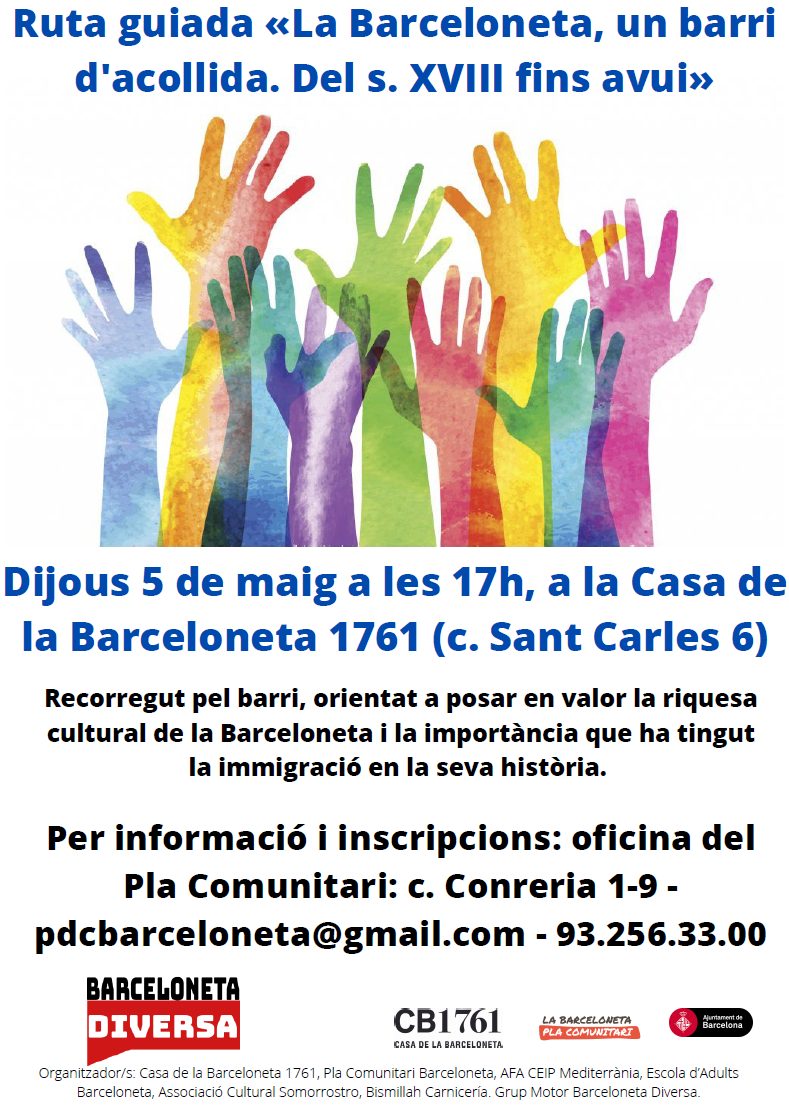 Ruta guiada «La Barceloneta, un barri
d'acollida. Del s. XVIII fins avui»
Dijous 5 de maig a les 17h, a la Casa de
la Barceloneta 1761 (c. Sant Carles 6)
Recorregut pel barri, orientat a posar en valor la riquesa
cultural de la Barceloneta i la importància que ha tingut
la immigració en la seva història.
Per informació i inscripcions: oficina del
Pla Comunitari: c. Conreria 1-9 -
pdcbarceloneta@gmail.com - 93.256.33.00
BARCELONETA
DIVERSA
CB1761
CASA DE LA BARCELONETA
LA BARCELONETA
PLA COMUNITARI
Ajuntament de
Barcelona
Organitzador/s: Casa de la Barceloneta 1761, Pla Comunitari Barceloneta, AFA CEIP Mediterrània, Escola d’Adults
Barceloneta, Associació Cultural Somorrostro, Bismillah Carnicería. Grup Motor Barceloneta Diversa.